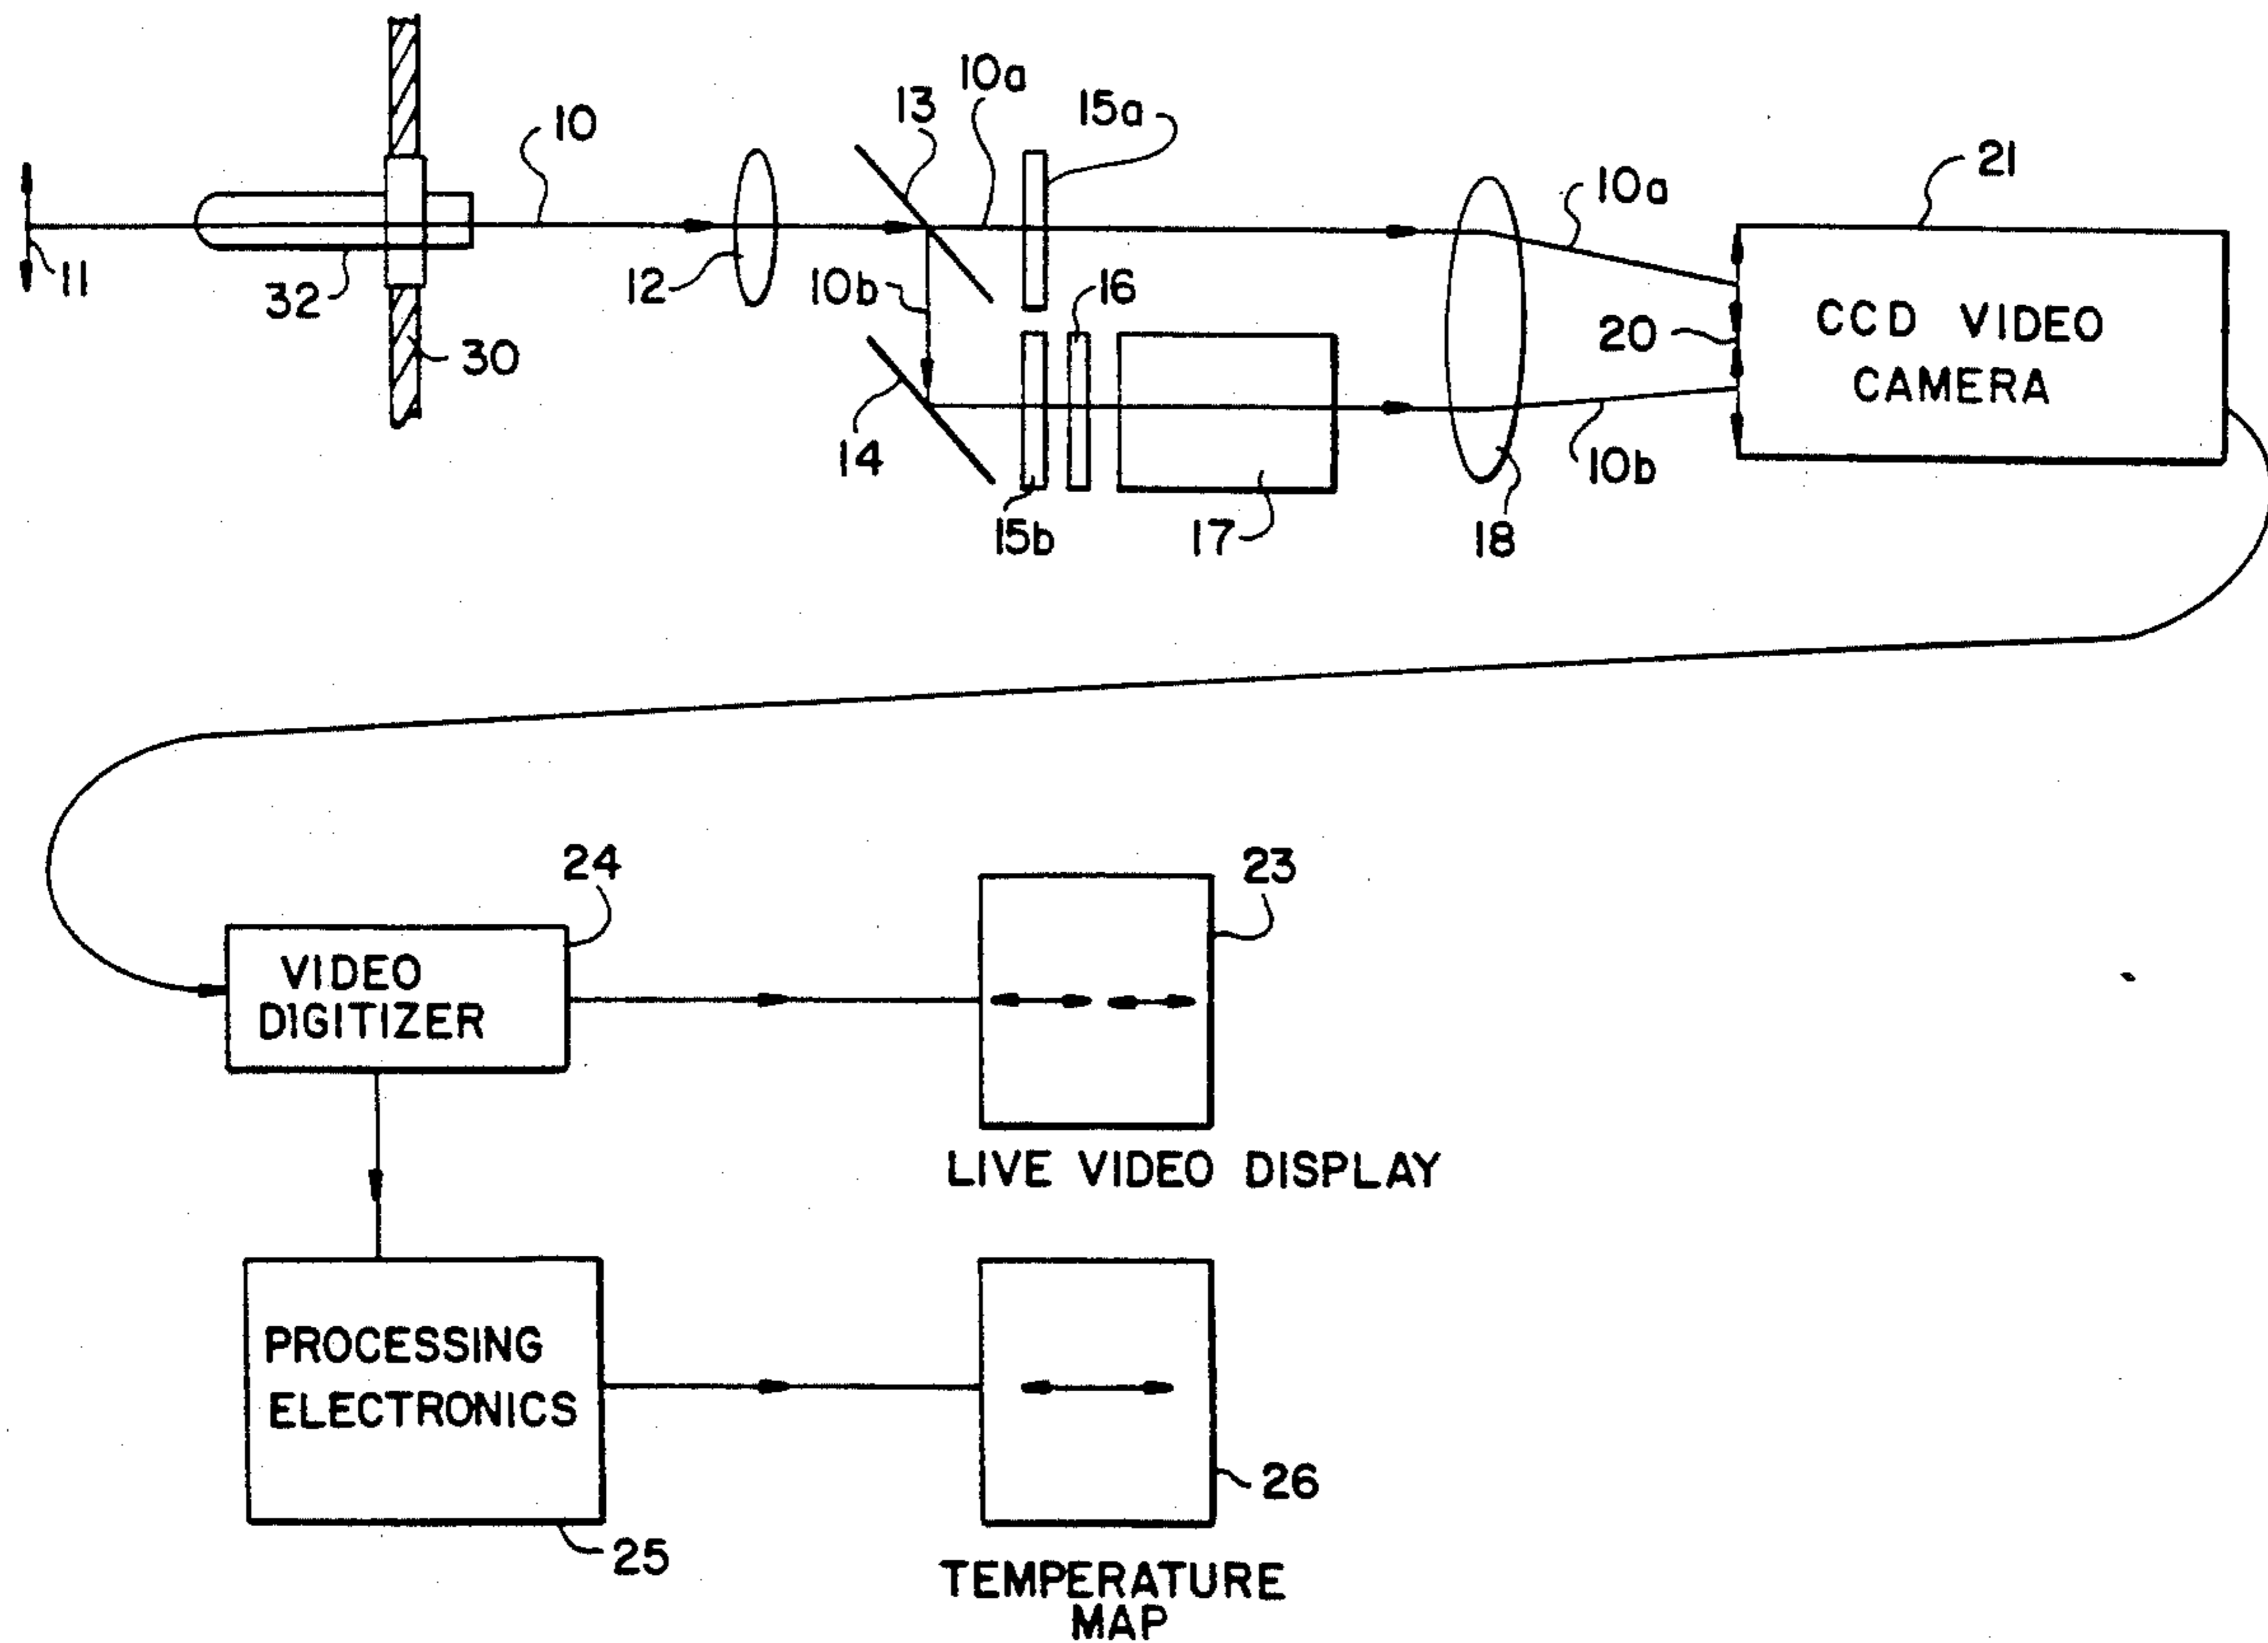 10
13
10a
15a
21
10a
11
32
12
10b
16
20
CCD VIDEO
CAMERA
30
14
10b
15b
17
18
24
23
VIDEO
DIGITIZER
LIVE VIDEO DISPLAY
PROCESSING
ELECTRONICS
26
25
TEMPERATURE
MAP